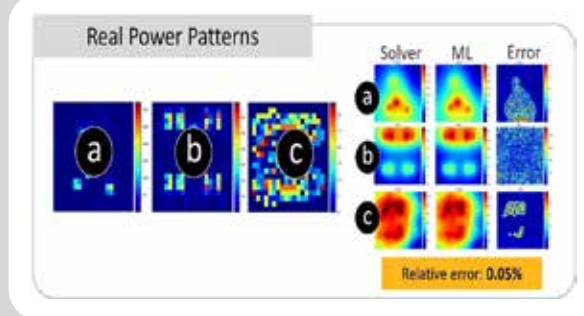 Real Power Patterns
Solver ML Error
a
b
c
a
b
c
Relative error: 0.05%